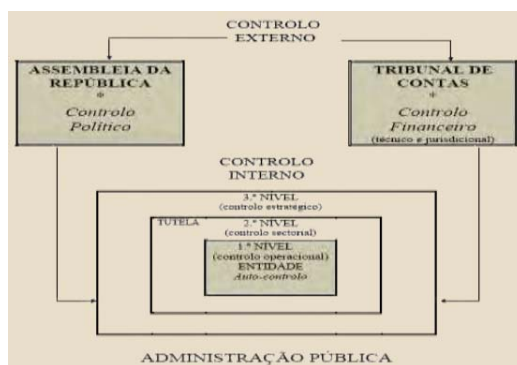 CONTROLO
EXTERNO
ASSEMBLEIA DA
REPÚBLICA
*
Controlo
Político
TRIBUNAL DE
CONTAS
*
Controlo
Financeiro
(técnico e jurisdicional)
CONTROLO
INTERNO
3.º NÍVEL
(controlo estratégico)
TUTELA
2.º NÍVEL
(controlo sectorial)
1.º NÍVEL
(controlo operacional)
ENTIDADE
Auto-controlo
ADMINISTRAÇÃO PÚBLICA